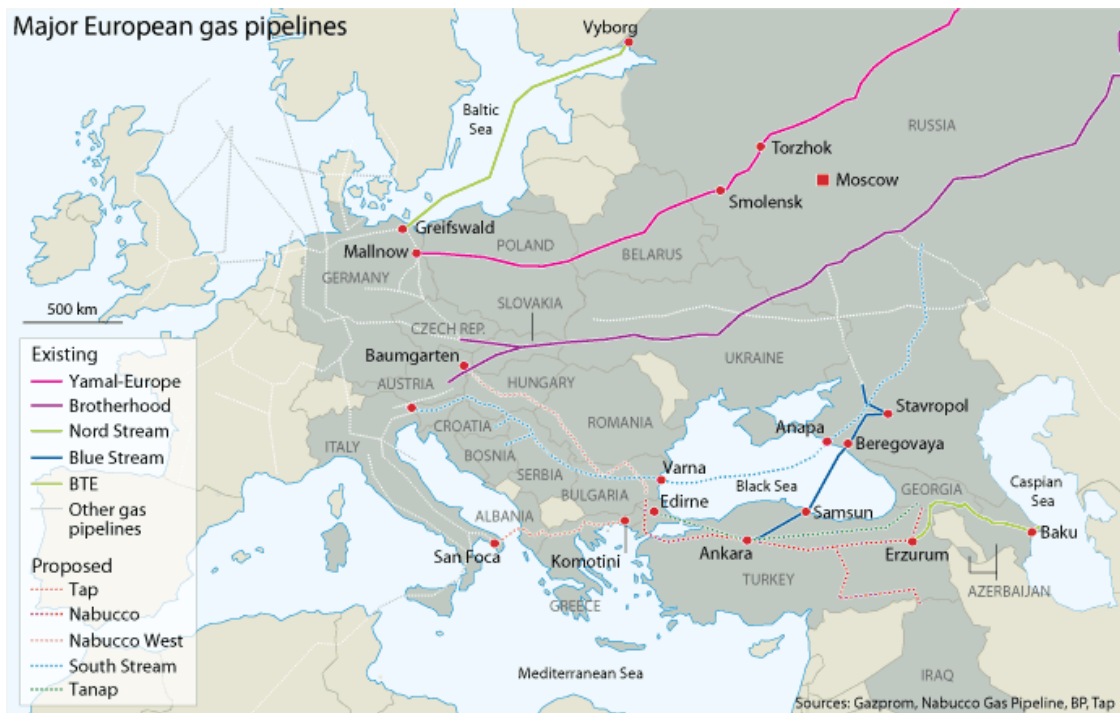 Major European gas pipelines
Vyborg
Baltic
Sea
RUSSIA
Torzhok
Moscow
Smolensk
Greifswald
Mallnow
POLAND
BELARUS
GERMANY
500 km
SLOVAKIA
CZECH REP.
Baumgarten
UKRAINE
AUSTRIA
HUNGARY
Stavropol
ROMANIA
CROATIA
Anapa
Beregovaya
ITALY
BOSNIA
Varna
SERBIA
Black Sea
Caspian
Sea
BULGARIA
Edirne
GEORGIA
ALBANIA
Samsun
Baku
San Foca
Komotini
Ankara
Erzurum
TURKEY
AZERBAIJAN
GREECE
Mediterranean Sea
IRAQ
Existing
Yamal-Europe
Brotherhood
Nord Stream
Blue Stream
BTE
Other gas
pipelines
Proposed
Tap
Nabucco
Nabucco West
South Stream
Tanap
Sources: Gazprom, Nabucco Gas Pipeline, BP, Tap